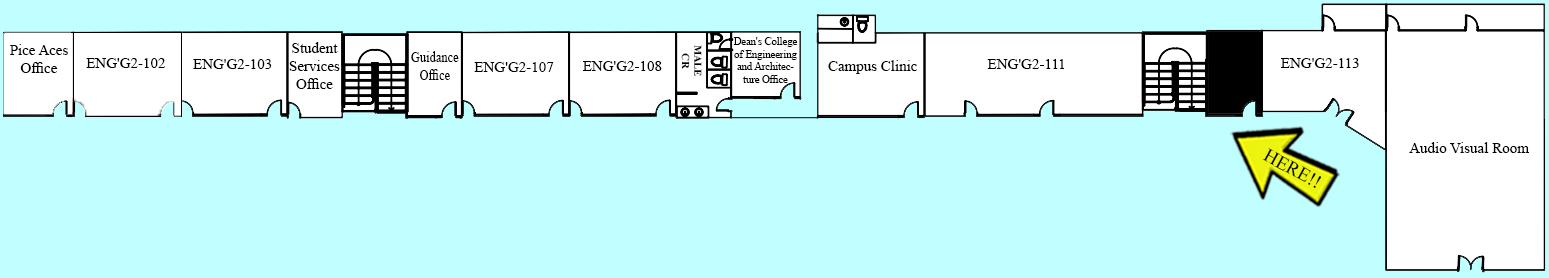 Pice Aces
Office
ENG'G2-102
ENG'G2-103
Student
Services
Office
Guidance
Office
ENG'G2-107
ENG'G2-108
MALE
CR
Dean's College
of Engineering
and Architec-
ture Office
Campus Clinic
ENG'G2-111
ENG'G2-113
Audio Visual Room
HERE!!